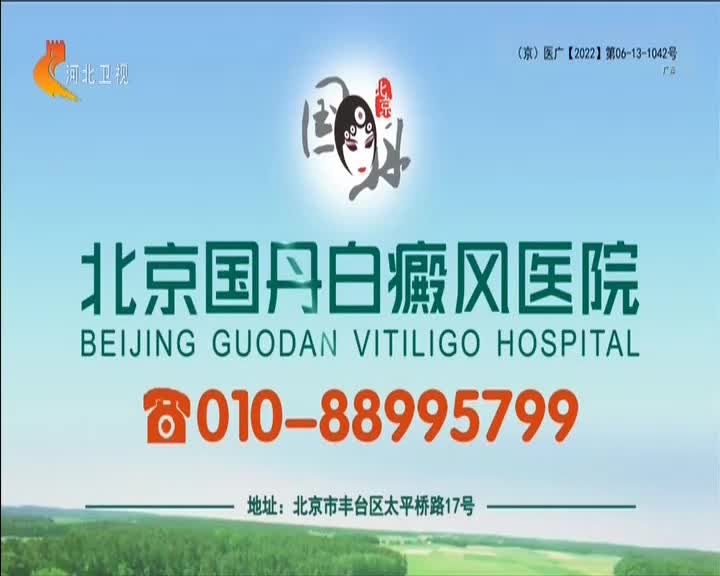 河北卫视
（京）医广【2022】第06-13-1042号
广告
北京
国丹
北京国丹白癜风医院
BEIJING GUODAN VITILIGO HOSPITAL
010-88995799
地址：北京市丰台区太平桥路17号